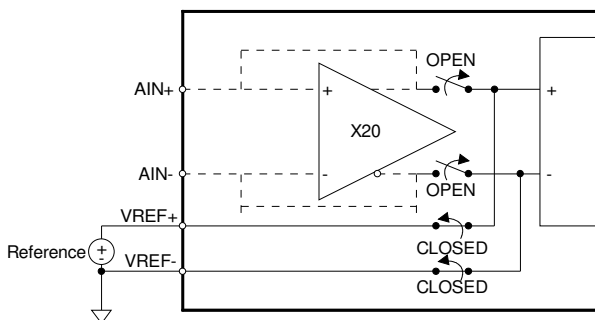 OPEN
AIN+
+
+
X20
AIN-
-
-
OPEN
VREF+
CLOSED
Reference
+
-
VREF-
CLOSED